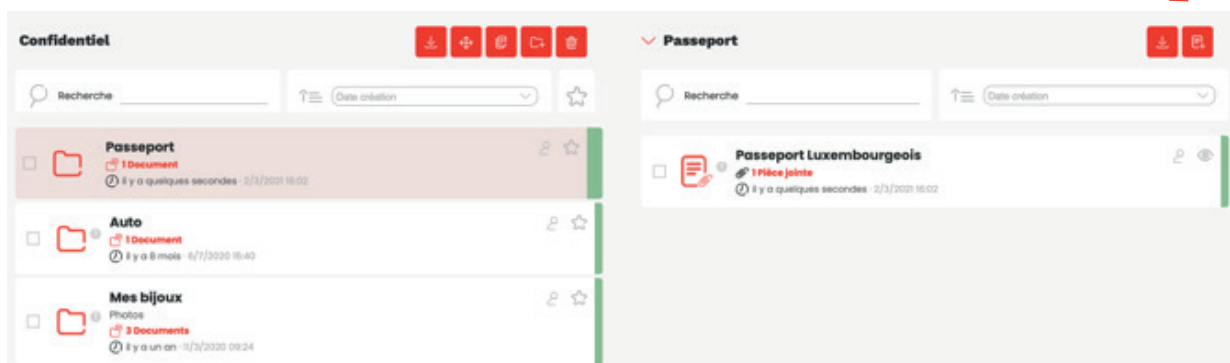 Confidentiel
Recherche
Date création
Passeport
1 Document
Il y a quelques secondes · 2/3/2021 16:02
Auto
1 Document
Il y a 8 mois · 6/7/2020 16:40
Mes bijoux
Photos
3 Documents
Il y a un an · 11/3/2020 09:24
Passeport
Recherche
Date création
Passeport Luxembourgeois
1 Pièce jointe
Il y a quelques secondes · 2/3/2021 16:02